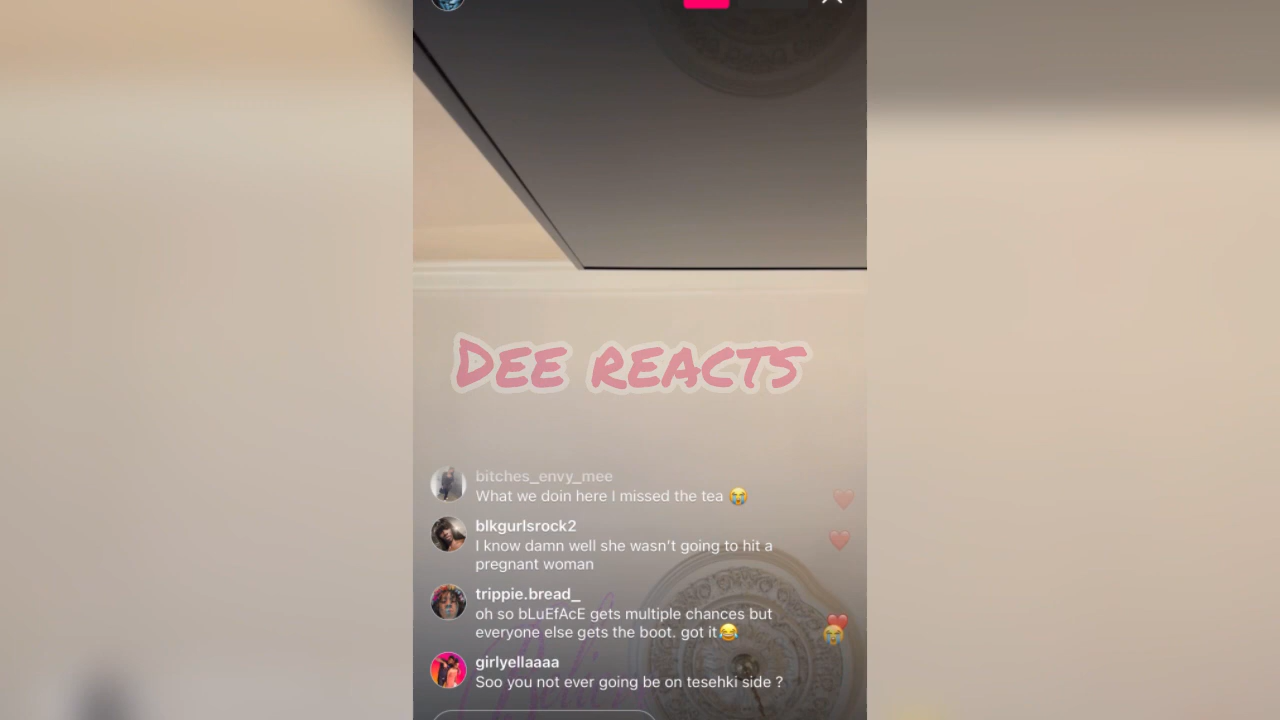 DEE REACTS
bitches_envy_mee
What we doin here I missed the tea 😭
blkgurlsrock2
I know damn well she wasn't going to hit a
pregnant woman
trippie.bread_
oh so bLuEfAcE gets multiple chances but
everyone else gets the boot. got it😂
girlyellaaaa
Soo you not ever going be on tesehki side ?